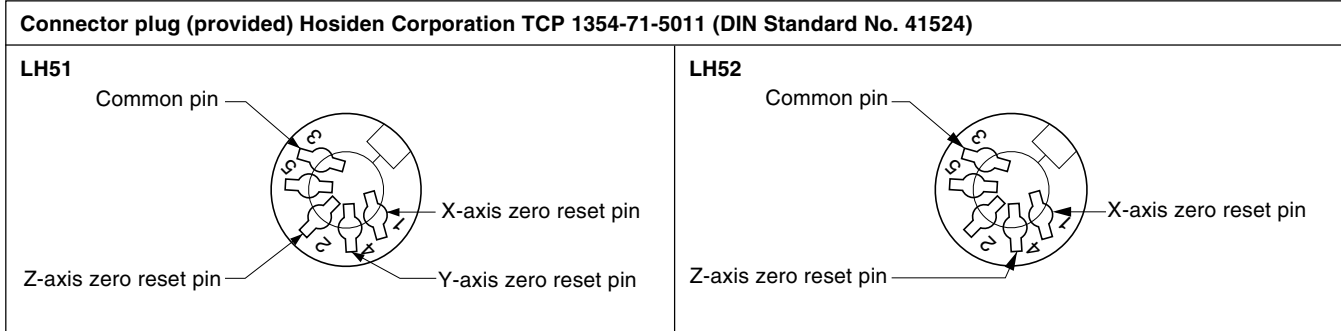 Connector plug (provided) Hosiden Corporation TCP 1354-71-5011 (DIN Standard No. 41524)
LH51
Common pin
3
5
2
4
1
X-axis zero reset pin
Z-axis zero reset pin
Y-axis zero reset pin
LH52
Common pin
3
5
2
4
1
X-axis zero reset pin
Z-axis zero reset pin